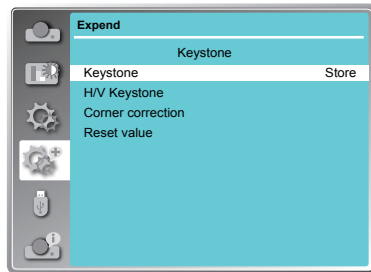 Expend
Keystone
Keystone Store
H/V Keystone
Corner correction
Reset value